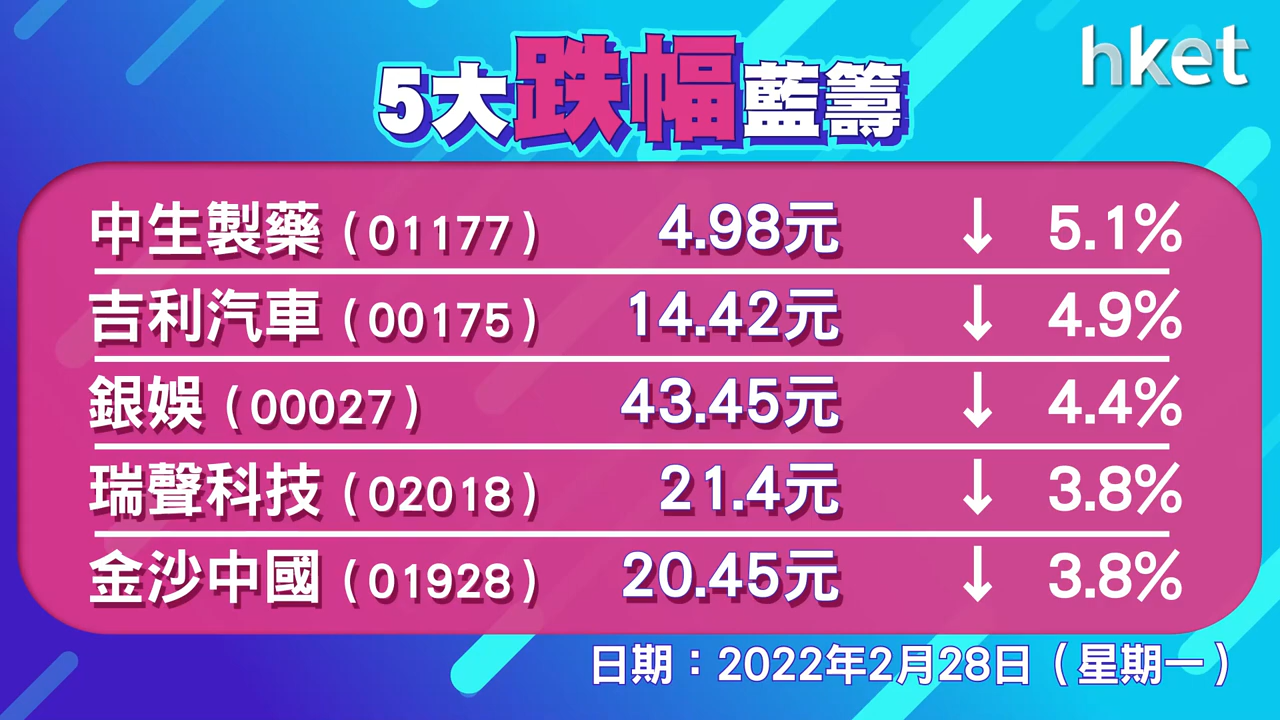 hket
5大跌幅藍籌
中生製藥（01177） 4.98元 ↓ 5.1%
吉利汽車（00175） 14.42元 ↓ 4.9%
銀娛（00027） 43.45元 ↓ 4.4%
瑞聲科技（02018） 21.4元 ↓ 3.8%
金沙中國（01928） 20.45元 ↓ 3.8%
日期：2022年2月28日（星期一）